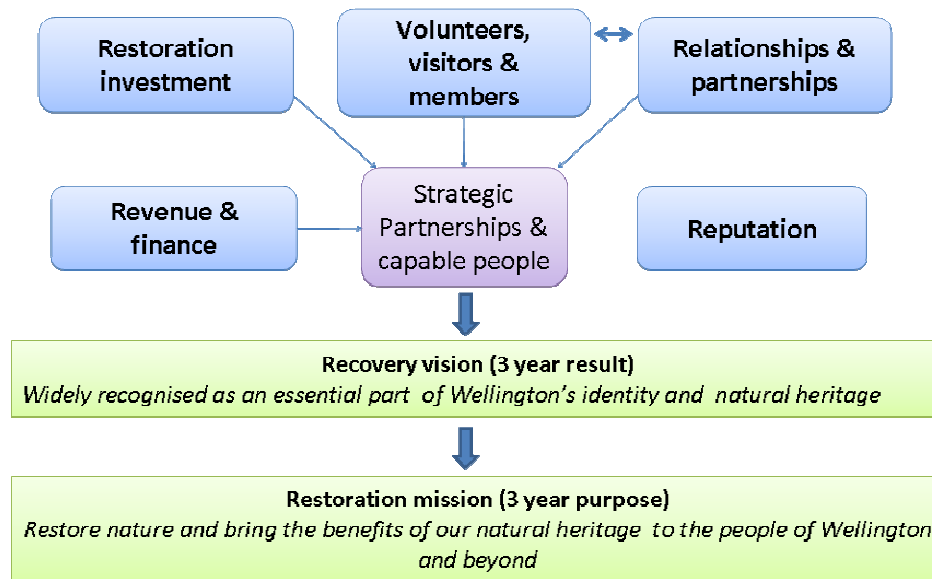 Restoration
investment
Volunteers,
visitors &
members
Relationships &
partnerships
Revenue &
finance
Strategic
Partnerships &
capable people
Reputation
Recovery vision (3 year result)
Widely recognised as an essential part of Wellington's identity and natural heritage
Restoration mission (3 year purpose)
Restore nature and bring the benefits of our natural heritage to the people of Wellington
and beyond